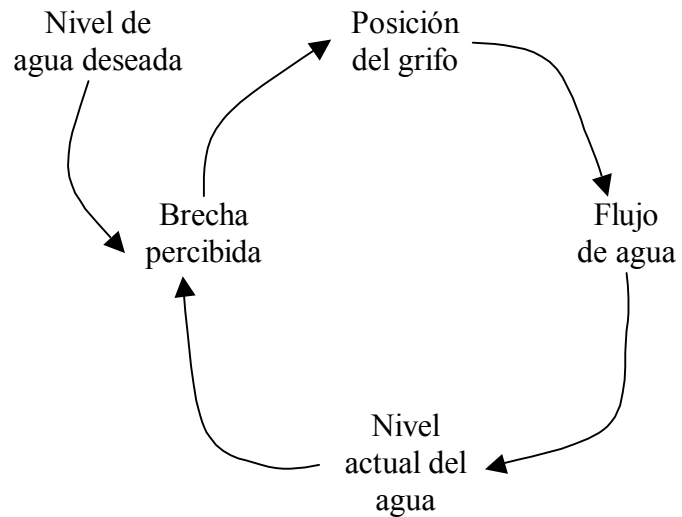 Nivel de
agua deseada
Posición
del grifo
Brecha
percibida
Flujo
de agua
Nivel
actual del
agua